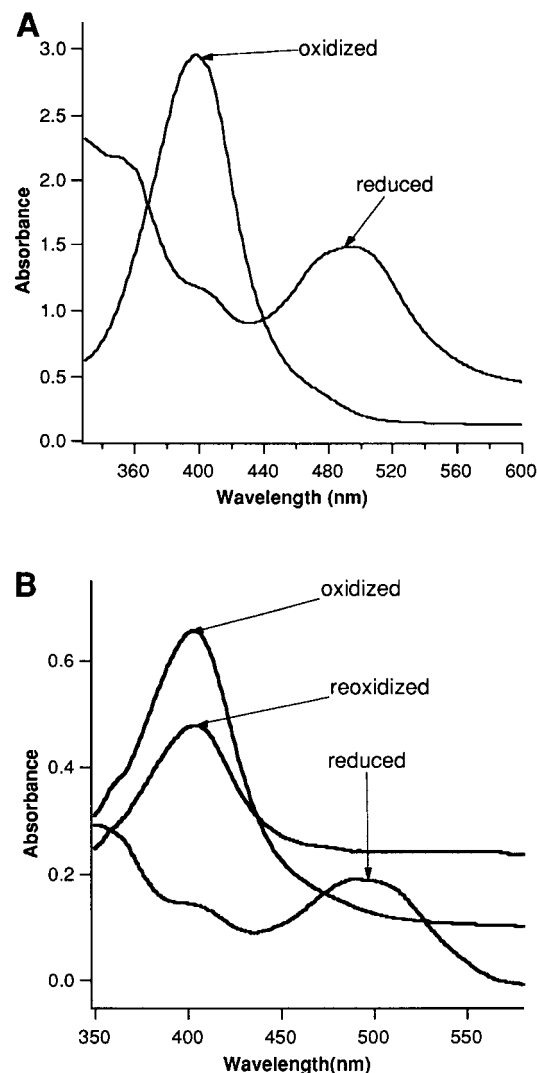 A
oxidized
reduced
Absorbance
3.0
2.5
2.0
1.5
1.0
0.5
0.0
360 400 440 480 520 560 600
Wavelength (nm)
B
oxidized
reoxidized
reduced
Absorbance
0.6
0.4
0.2
0.0
350 400 450 500 550
Wavelength(nm)